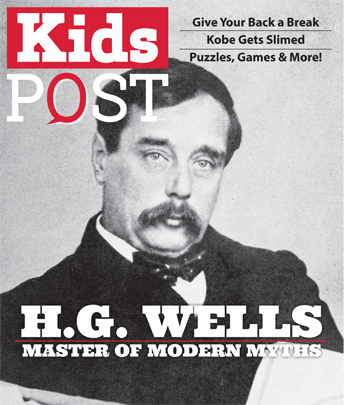 Kids
POST
Give Your Back a Break
Kobe Gets Slimed
Puzzles, Games & More!
H.G. WELLS
MASTER OF MODERN MYTHS